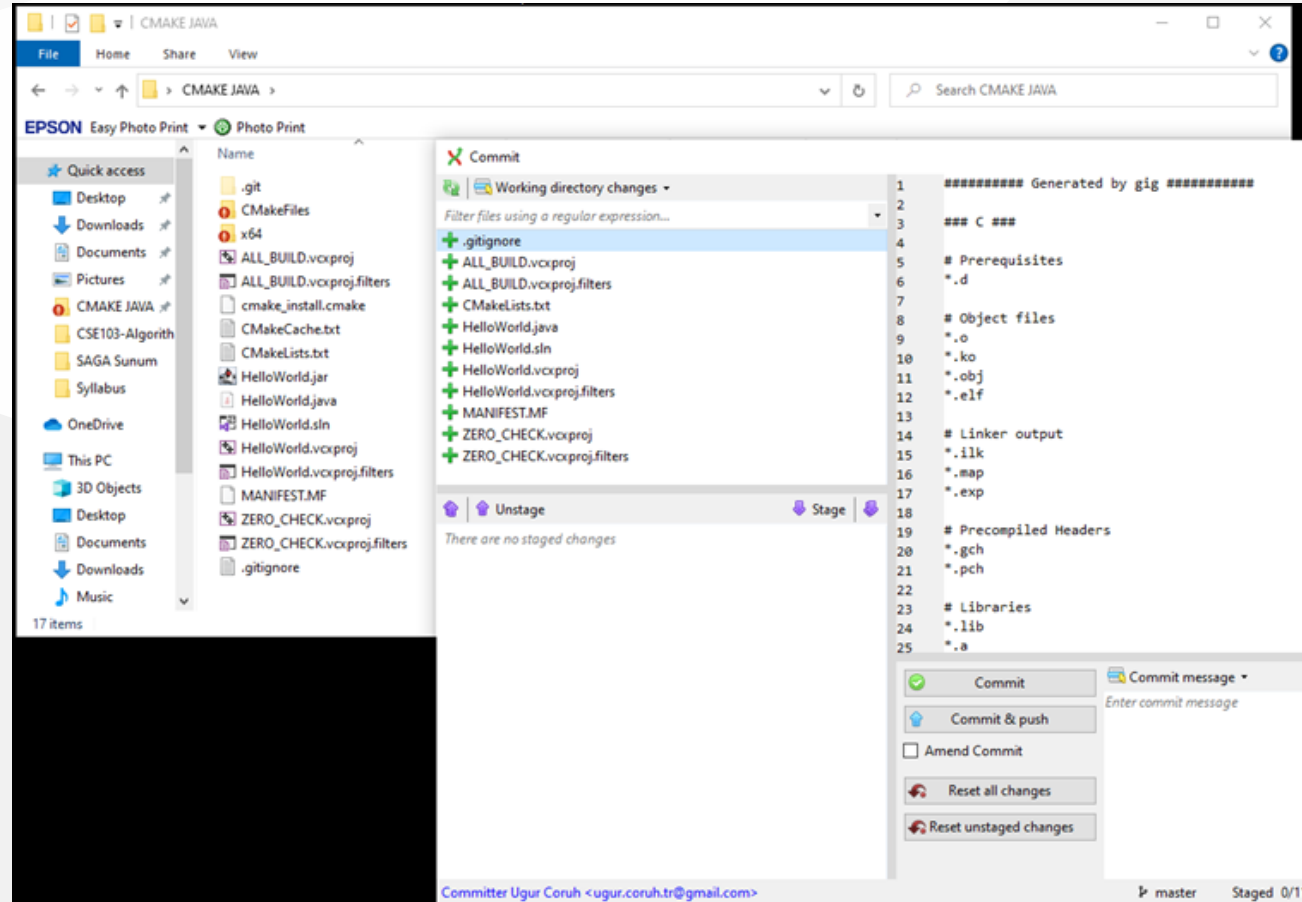 CMAKE JAVA
File Home Share View
CMAKE JAVA
Search CMAKE JAVA
EPSON Easy Photo Print Photo Print
Quick access
Desktop
Downloads
Documents
Pictures
CMAKE JAVA
CSE103-Algorith
SAGA Sunum
Syllabus
OneDrive
This PC
3D Objects
Desktop
Documents
Downloads
Music
17 items
Name
.git
CMakeFiles
x64
ALL_BUILD.vcxproj
ALL_BUILD.vcxproj.filters
cmake_install.cmake
CMakeCache.txt
CMakeLists.txt
HelloWorld.jar
HelloWorld.java
HelloWorld.sln
HelloWorld.vcxproj
HelloWorld.vcxproj.filters
MANIFEST.MF
ZERO_CHECK.vcxproj
ZERO_CHECK.vcxproj.filters
.gitignore
Commit
Working directory changes
Filter files using a regular expression...
.gitignore
ALL_BUILD.vcxproj
ALL_BUILD.vcxproj.filters
CMakeLists.txt
HelloWorld.java
HelloWorld.sln
HelloWorld.vcxproj
HelloWorld.vcxproj.filters
MANIFEST.MF
ZERO_CHECK.vcxproj
ZERO_CHECK.vcxproj.filters
Unstage Stage
There are no staged changes
1 ########## Generated by gig ###########
2
3 ### C ###
4
5 # Prerequisites
6 *.d
7
8 # Object files
9 *.o
10 *.ko
11 *.obj
12 *.elf
13
14 # Linker output
15 *.ilk
16 *.map
17 *.exp
18
19 # Precompiled Headers
20 *.gch
21 *.pch
22
23 # Libraries
24 *.lib
25 *.a
Commit
Commit & push
Amend Commit
Reset all changes
Reset unstaged changes
Commit message
Enter commit message
Committer Ugur Coruh <ugur.coruh.tr@gmail.com>
master Staged 0/1